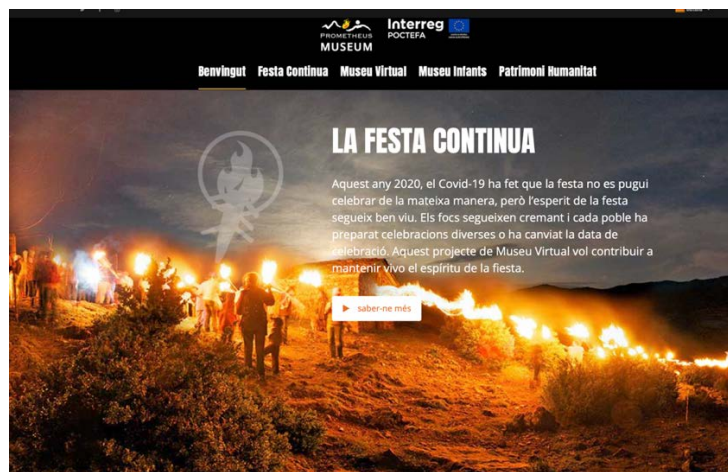 PROMETHEUS
MUSEUM
Interreg
POCTEFA
Benvingut Festa Continua Museu Virtual Museu Infants Patrimoni Humanitat
LA FESTA CONTINUA
Aquest any 2020, el Covid-19 ha fet que la festa no es pugui
celebrar de la mateixa manera, però l'esperit de la festa
segueix ben viu. Els focs segueixen cremant i cada poble ha
preparat celebracions diverses o ha canviat la data de
celebració. Aquest projecte de Museu Virtual vol contribuir a
mantenir vivo el espíritu de la fiesta.
saber-ne més